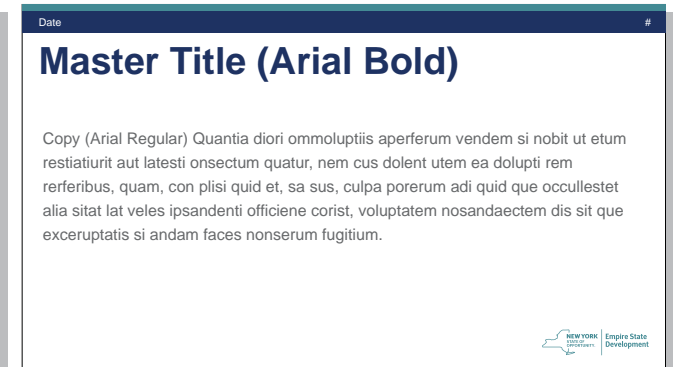 Date #
Master Title (Arial Bold)
Copy (Arial Regular) Quantia diori ommoluptiis aperferum vendem si nobit ut etum
restiatiurit aut latesti onsectum quatur, nem cus dolent utem ea dolupti rem
rerferibus, quam, con plisi quid et, sa sus, culpa porerum adi quid que occullestet
alia sitat lat veles ipsandenti officiene corist, voluptatem nosandaectem dis sit que
exceruptatis si andam faces nonserum fugitium.
NEW YORK
STATE OF
OPPORTUNITY.
Empire State
Development